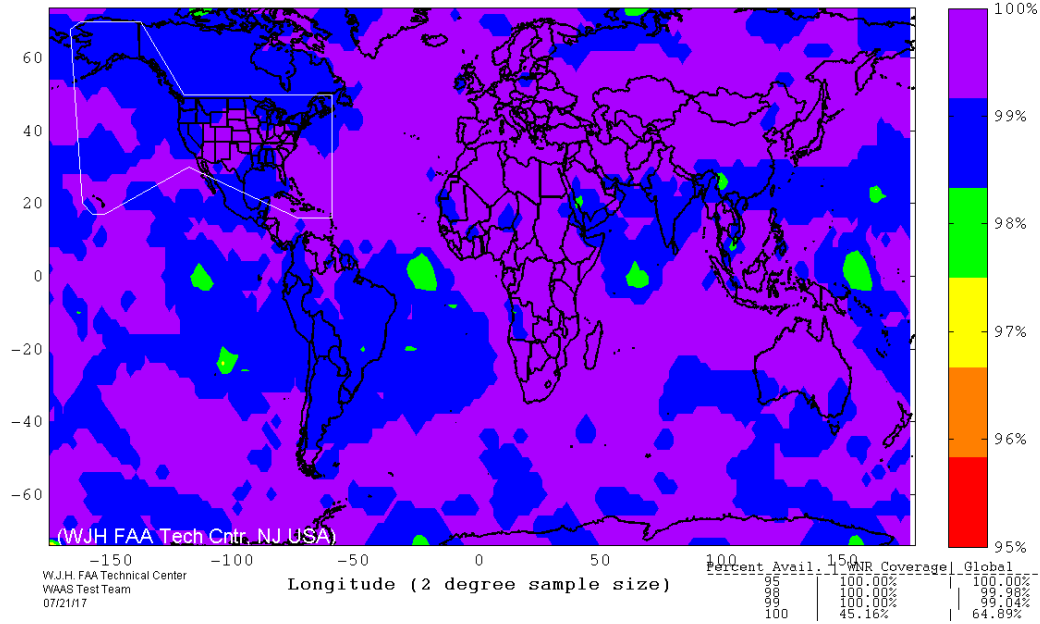 100%
99%
98%
97%
96%
95%
60
40
20
0
−20
−40
−60
(WJH FAA Tech Cntr. NJ USA)
−150 −100 −50 0 50 100 150
Longitude (2 degree sample size)
W.J.H. FAA Technical Center
WAAS Test Team
07/21/17
Percent Avail. | WNR Coverage| Global
95 | 100.00% | 100.00%
98 | 100.00% | 99.98%
99 | 100.00% | 99.04%
100 | 45.16% | 64.89%